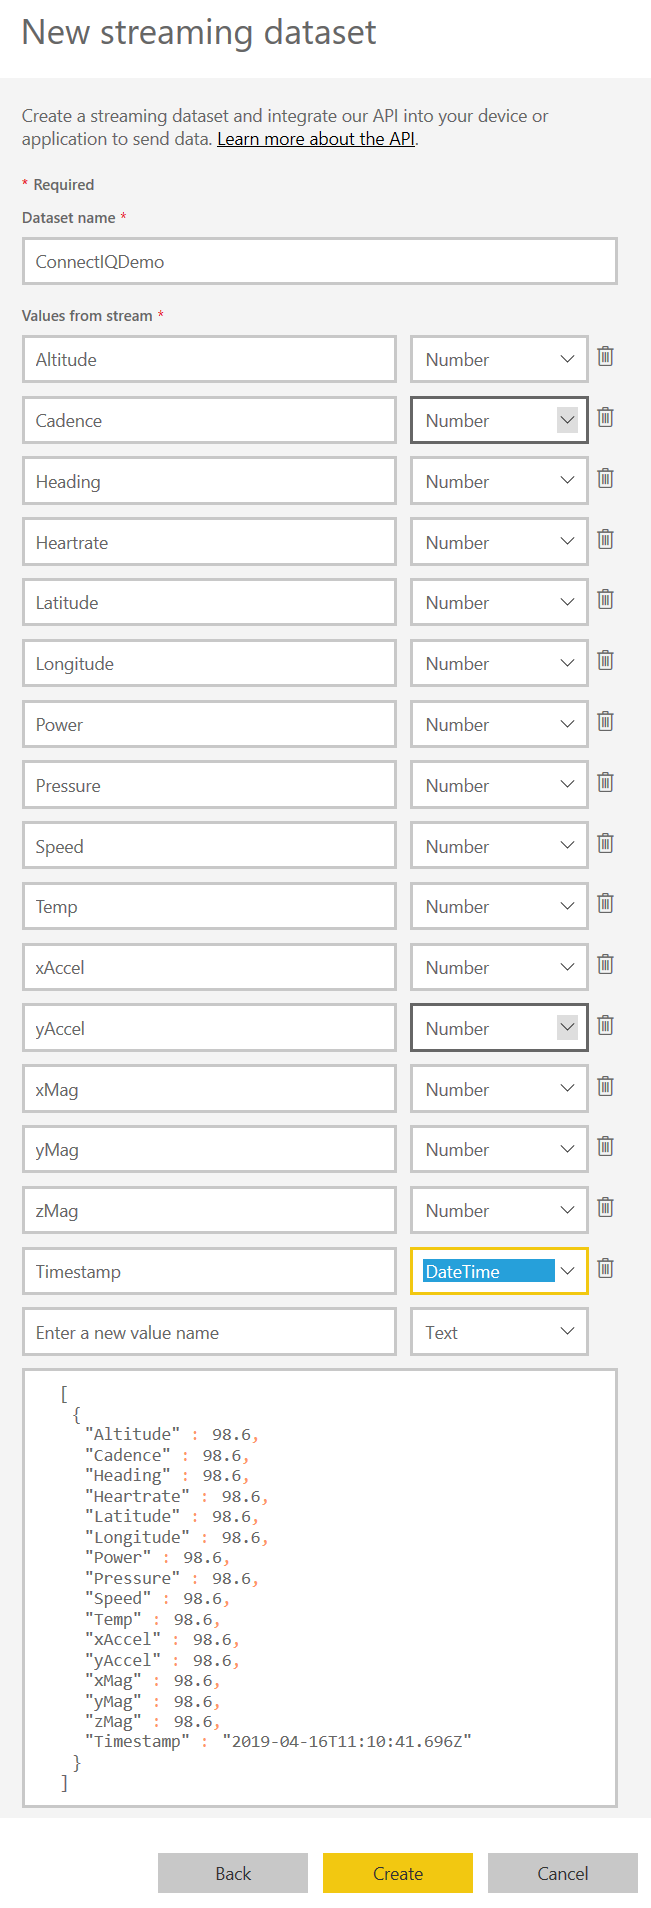 New streaming dataset
Create a streaming dataset and integrate our API into your device or
application to send data. Learn more about the API.
* Required
Dataset name *
ConnectIQDemo
Values from stream *
Altitude Number
Cadence Number
Heading Number
Heartrate Number
Latitude Number
Longitude Number
Power Number
Pressure Number
Speed Number
Temp Number
xAccel Number
yAccel Number
xMag Number
yMag Number
zMag Number
Timestamp DateTime
Enter a new value name Text
[
{
"Altitude" : 98.6,
"Cadence" : 98.6,
"Heading" : 98.6,
"Heartrate" : 98.6,
"Latitude" : 98.6,
"Longitude" : 98.6,
"Power" : 98.6,
"Pressure" : 98.6,
"Speed" : 98.6,
"Temp" : 98.6,
"xAccel" : 98.6,
"yAccel" : 98.6,
"xMag" : 98.6,
"yMag" : 98.6,
"zMag" : 98.6,
"Timestamp" : "2019-04-16T11:10:41.696Z"
}
]
Back Create Cancel